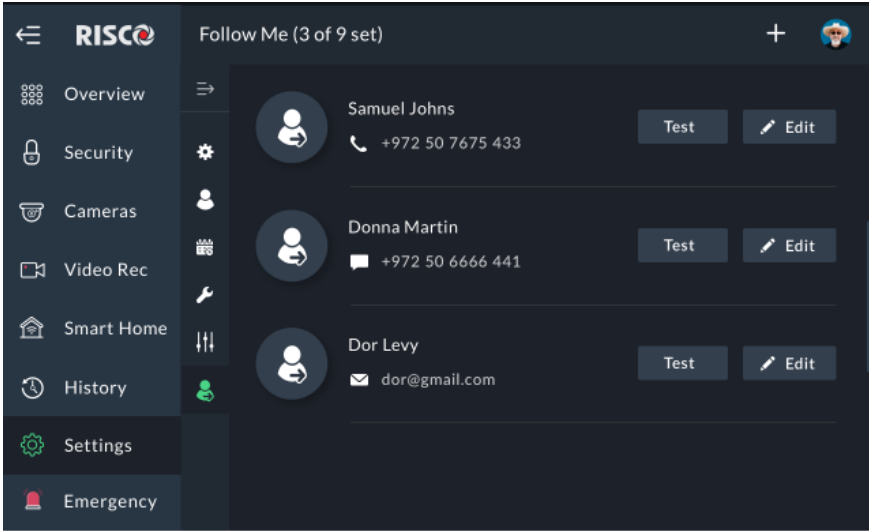 RISCO
Follow Me (3 of 9 set)
Overview
Security
Cameras
Video Rec
Smart Home
History
Settings
Emergency
Samuel Johns
+972 50 7675 433
Test
Edit
Donna Martin
+972 50 6666 441
Test
Edit
Dor Levy
dor@gmail.com
Test
Edit